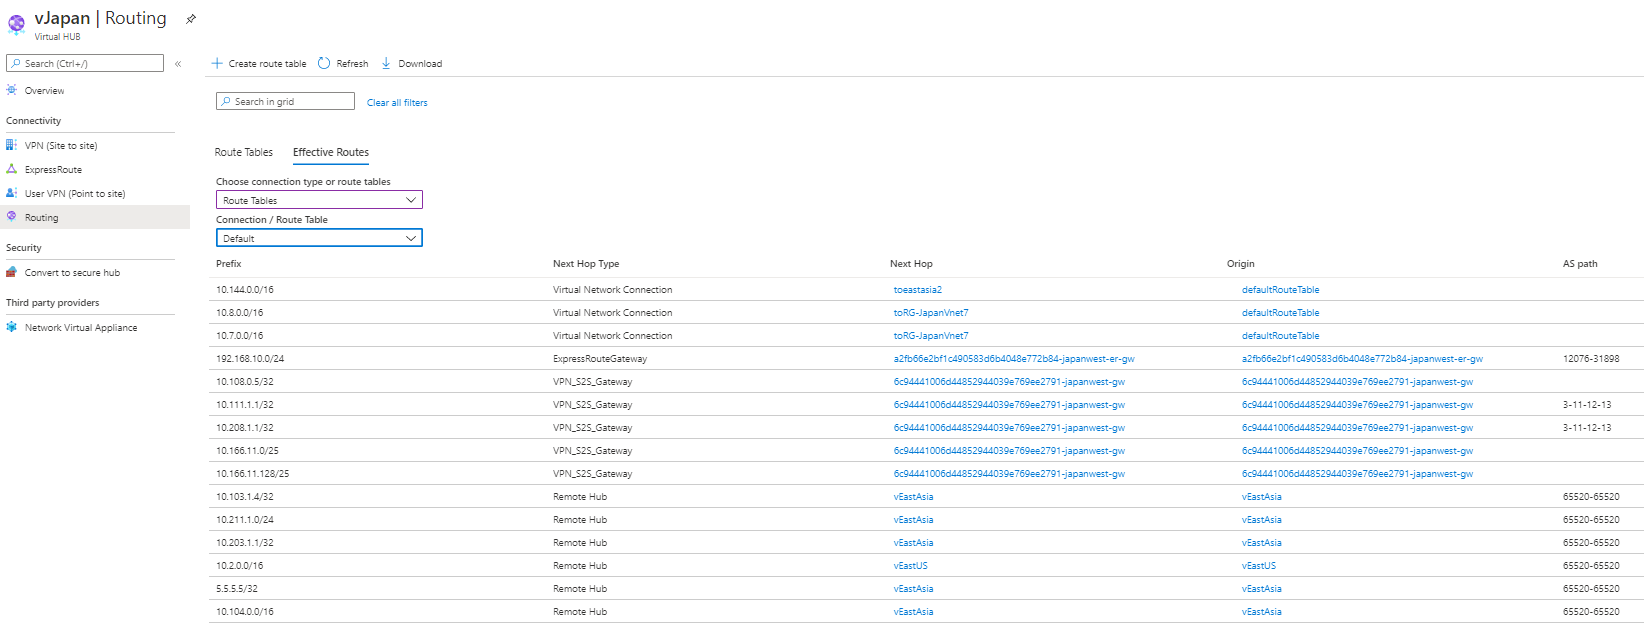 vJapan | Routing
Virtual HUB
Search (Ctrl+/)
«
Overview
Connectivity
VPN (Site to site)
ExpressRoute
User VPN (Point to site)
Routing
Security
Convert to secure hub
Third party providers
Network Virtual Appliance
Create route table Refresh Download
Search in grid Clear all filters
Route Tables Effective Routes
Choose connection type or route tables
Route Tables
Connection / Route Table
Default
Prefix Next Hop Type Next Hop Origin AS path
10.144.0.0/16 Virtual Network Connection toeastasia2 defaultRouteTable
10.8.0.0/16 Virtual Network Connection toRG-JapanVnet7 defaultRouteTable
10.7.0.0/16 Virtual Network Connection toRG-JapanVnet7 defaultRouteTable
192.168.10.0/24 ExpressRouteGateway a2fb66e2bf1c490583d6b4048e772b84-japanwest-er-gw a2fb66e2bf1c490583d6b4048e772b84-japanwest-er-gw 12076-31898
10.108.0.5/32 VPN_S2S_Gateway 6c94441006d44852944039e769ee2791-japanwest-gw 6c94441006d44852944039e769ee2791-japanwest-gw
10.111.1.1/32 VPN_S2S_Gateway 6c94441006d44852944039e769ee2791-japanwest-gw 6c94441006d44852944039e769ee2791-japanwest-gw 3-11-12-13
10.208.1.1/32 VPN_S2S_Gateway 6c94441006d44852944039e769ee2791-japanwest-gw 6c94441006d44852944039e769ee2791-japanwest-gw 3-11-12-13
10.166.11.0/25 VPN_S2S_Gateway 6c94441006d44852944039e769ee2791-japanwest-gw 6c94441006d44852944039e769ee2791-japanwest-gw
10.166.11.128/25 VPN_S2S_Gateway 6c94441006d44852944039e769ee2791-japanwest-gw 6c94441006d44852944039e769ee2791-japanwest-gw
10.103.1.4/32 Remote Hub vEastAsia vEastAsia 65520-65520
10.211.1.0/24 Remote Hub vEastAsia vEastAsia 65520-65520
10.203.1.1/32 Remote Hub vEastAsia vEastAsia 65520-65520
10.2.0.0/16 Remote Hub vEastUS vEastUS 65520-65520
5.5.5.5/32 Remote Hub vEastAsia vEastAsia 65520-65520
10.104.0.0/16 Remote Hub vEastAsia vEastAsia 65520-65520